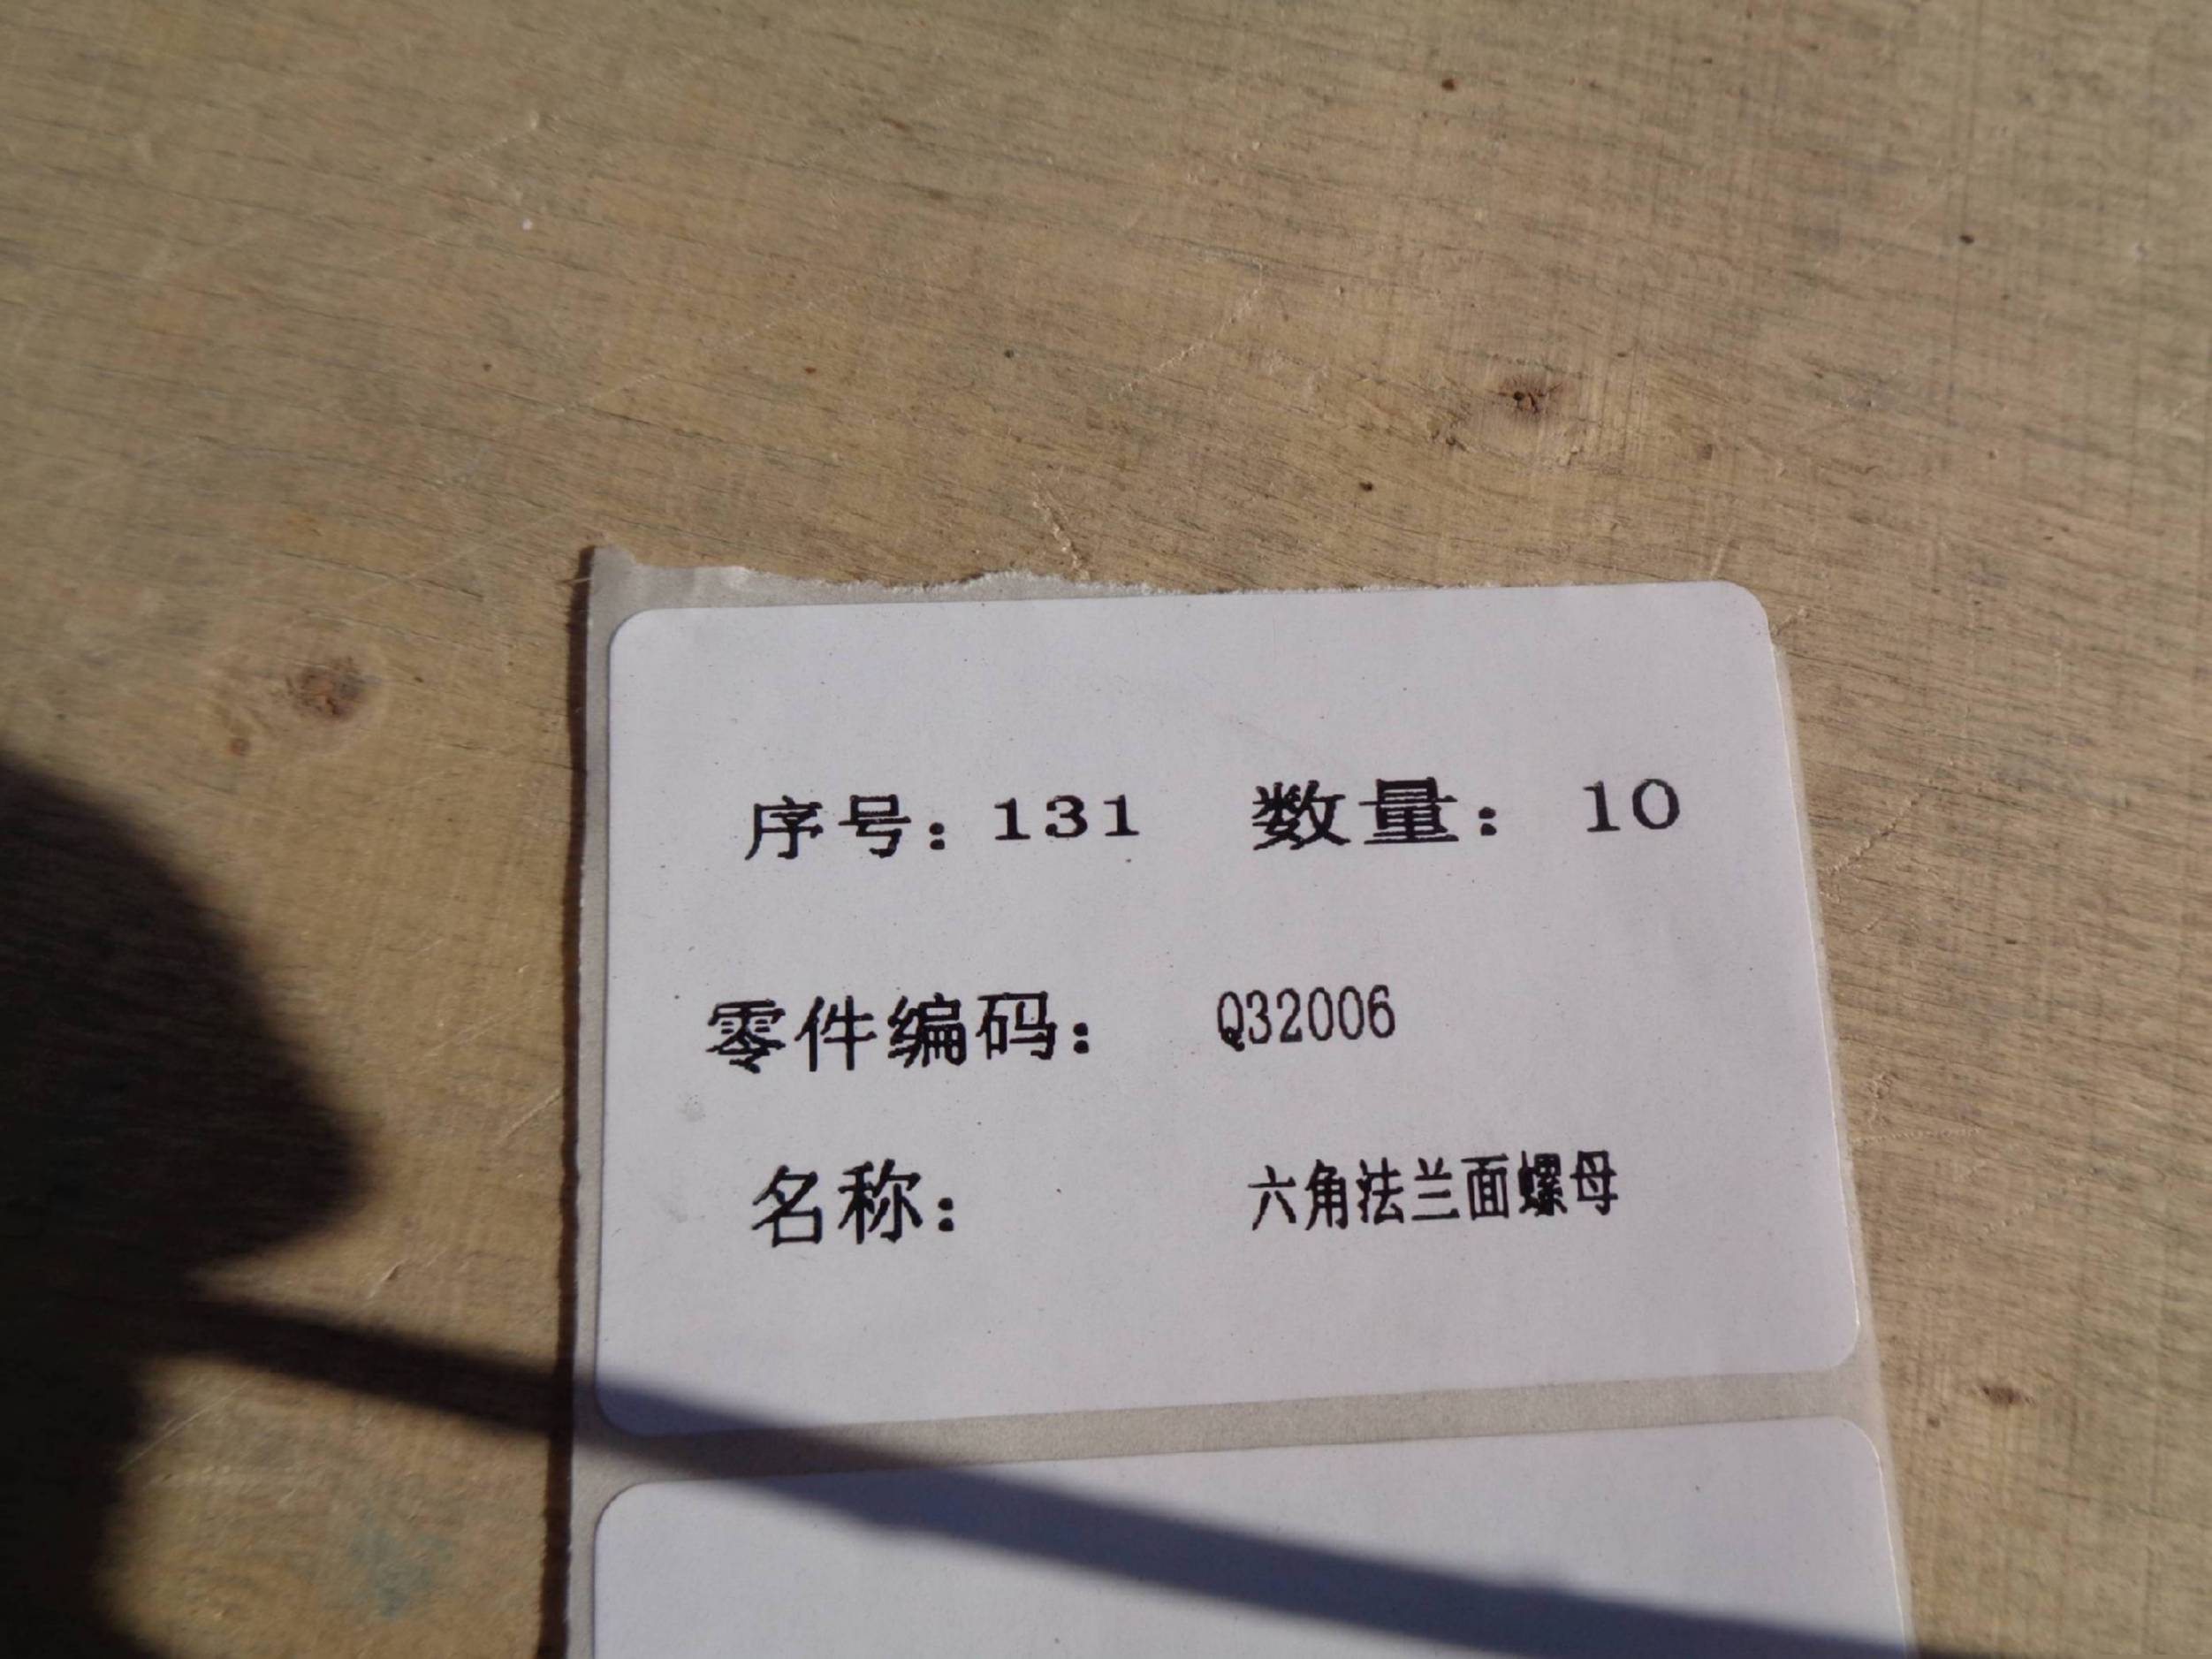 序号：131 数量：10
零件编码： Q32006
名称： 六角法兰面螺母